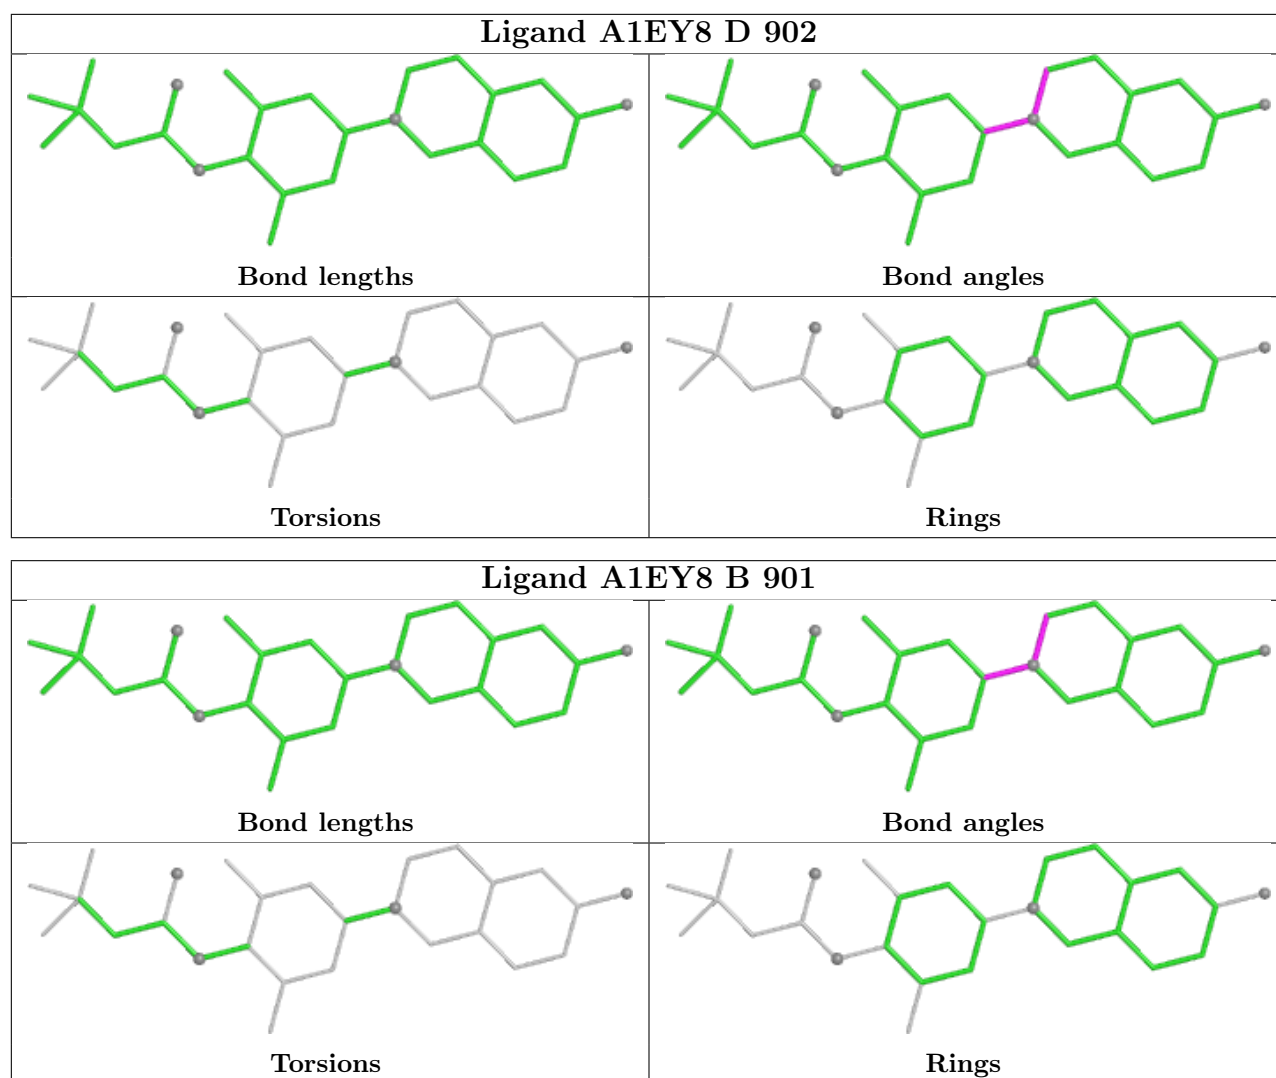 Ligand A1EY8 D 902
Bond lengths
Bond angles
Torsions
Rings
Ligand A1EY8 B 901
Bond lengths
Bond angles
Torsions
Rings